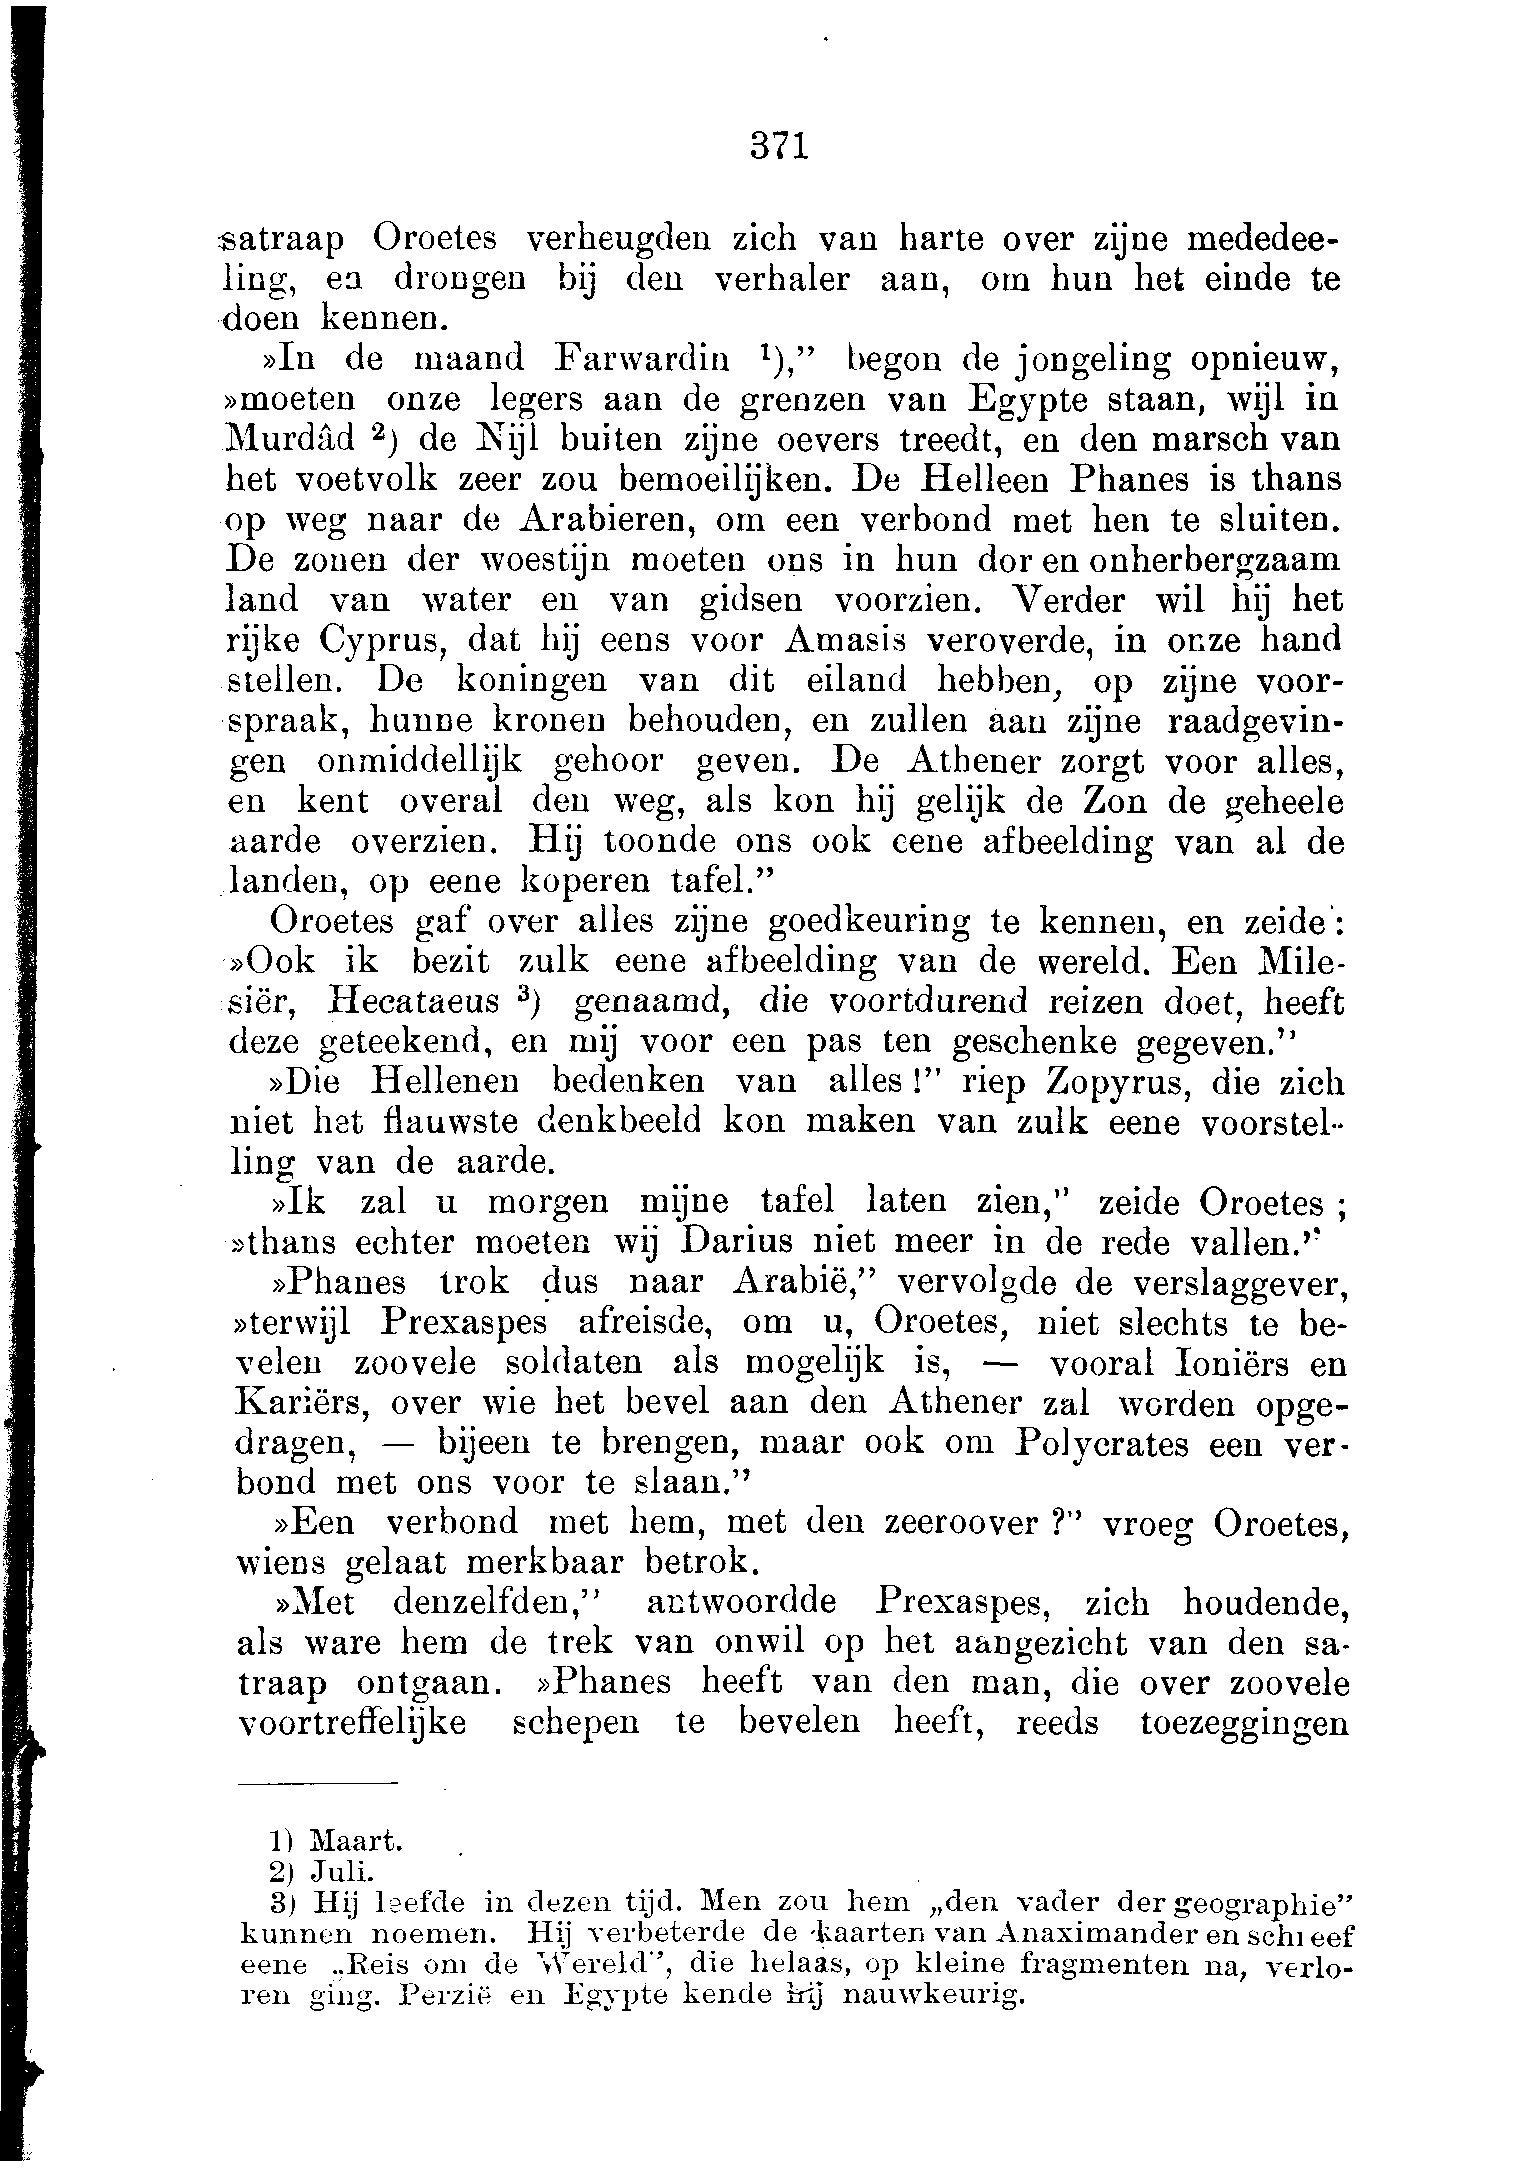 371
satraap Oroetes verheugden zich van harte over zijne mededee-
ling, en drongen bij den verhaler aan, om hun het einde te
doen kennen.
»In de maand Farwardin ¹),” begon de jongeling opnieuw,
»moeten onze legers aan de grenzen van Egypte staan, wijl in
Murdâd ²) de Nijl buiten zijne oevers treedt, en den marsch van
het voetvolk zeer zou bemoeilijken. De Helleen Phanes is thans
op weg naar de Arabieren, om een verbond met hen te sluiten.
De zonen der woestijn moeten ons in hun dor en onherbergzaam
land van water en van gidsen voorzien. Verder wil hij het
rijke Cyprus, dat hij eens voor Amasis veroverde, in onze hand
stellen. De koningen van dit eiland hebben, op zijne voor-
spraak, hunne kronen behouden, en zullen aan zijne raadgevin-
gen onmiddellijk gehoor geven. De Athener zorgt voor alles,
en kent overal den weg, als kon hij gelijk de Zon de geheele
aarde overzien. Hij toonde ons ook eene afbeelding van al de
landen, op eene koperen tafel.”
Oroetes gaf over alles zijne goedkeuring te kennen, en zeide:
»Ook ik bezit zulk eene afbeelding van de wereld. Een Mile-
siër, Hecataeus ³) genaamd, die voortdurend reizen doet, heeft
deze geteekend, en mij voor een pas ten geschenke gegeven.”
»Die Hellenen bedenken van alles!” riep Zopyrus, die zich
niet het flauwste denkbeeld kon maken van zulk eene voorstel-
ling van de aarde.
»Ik zal u morgen mijne tafel laten zien,” zeide Oroetes;
»thans echter moeten wij Darius niet meer in de rede vallen.”
»Phanes trok dus naar Arabië,” vervolgde de verslaggever,
»terwijl Prexaspes afreisde, om u, Oroetes, niet slechts te be-
velen zoovele soldaten als mogelijk is, — vooral Ioniërs en
Kariërs, over wie het bevel aan den Athener zal worden opge-
dragen, — bijeen te brengen, maar ook om Polycrates een ver-
bond met ons voor te slaan.”
»Een verbond met hem, met den zeeroover?” vroeg Oroetes,
wiens gelaat merkbaar betrok.
»Met denzelfden,” antwoordde Prexaspes, zich houdende,
als ware hem de trek van onwil op het aangezicht van den sa-
traap ontgaan. »Phanes heeft van den man, die over zoovele
voortreffelijke schepen te bevelen heeft, reeds toezeggingen
1) Maart.
2) Juli.
3) Hij leefde in dezen tijd. Men zou hem „den vader der geographie”
kunnen noemen. Hij verbeterde de kaarten van Anaximander en schreef
eene „Reis om de Wereld”, die helaas, op kleine fragmenten na, verlo-
ren ging. Perzië en Egypte kende hij nauwkeurig.